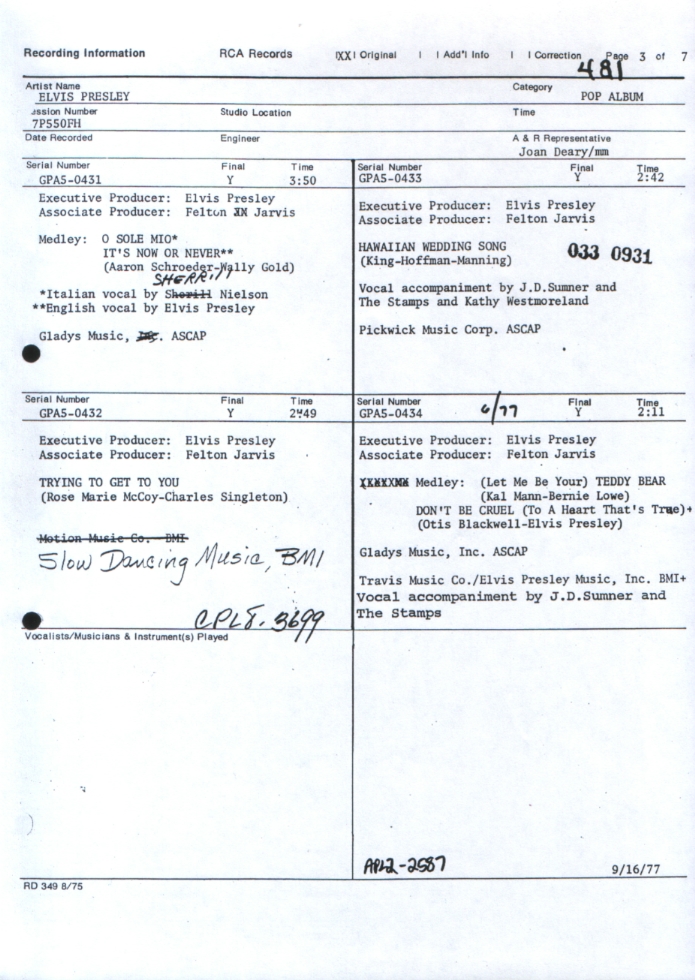 Recording Information RCA Records (XX) Original ( ) Add'l Info ( ) Correction Page 3 of 7
481
Artist Name
ELVIS PRESLEY
Category
POP ALBUM
ession Number
7P550FH
Studio Location
Time
Date Recorded
Engineer
A & R Representative
Joan Deary/mm
Serial Number Final Time
GPA5-0431 Y 3:50
Executive Producer: Elvis Presley
Associate Producer: Felton Jarvis
Medley: O SOLE MIO*
IT'S NOW OR NEVER**
(Aaron Schroeder-Wally Gold)
SHERRILL
*Italian vocal by Sherill Nielson
**English vocal by Elvis Presley
Gladys Music, Inc. ASCAP
Serial Number Final Time
GPA5-0433 Y 2:42
Executive Producer: Elvis Presley
Associate Producer: Felton Jarvis
HAWAIIAN WEDDING SONG
(King-Hoffman-Manning)
033 0931
Vocal accompaniment by J.D.Sumner and
The Stamps and Kathy Westmoreland
Pickwick Music Corp. ASCAP
Serial Number Final Time
GPA5-0432 Y 2"49
Executive Producer: Elvis Presley
Associate Producer: Felton Jarvis
TRYING TO GET TO YOU
(Rose Marie McCoy-Charles Singleton)
Motion Music Co. BMI
Slow Dancing Music, BMI
CPL8-3699
Serial Number Final Time
GPA5-0434 6/77 Y 2:11
Executive Producer: Elvis Presley
Associate Producer: Felton Jarvis
Medley: (Let Me Be Your) TEDDY BEAR
(Kal Mann-Bernie Lowe)
DON'T BE CRUEL (To A Heart That's True)+
(Otis Blackwell-Elvis Presley)
Gladys Music, Inc. ASCAP
Travis Music Co./Elvis Presley Music, Inc. BMI+
Vocal accompaniment by J.D.Sumner and
The Stamps
Vocalists/Musicians & Instrument(s) Played
APL2-2587
9/16/77
RD 349 8/75